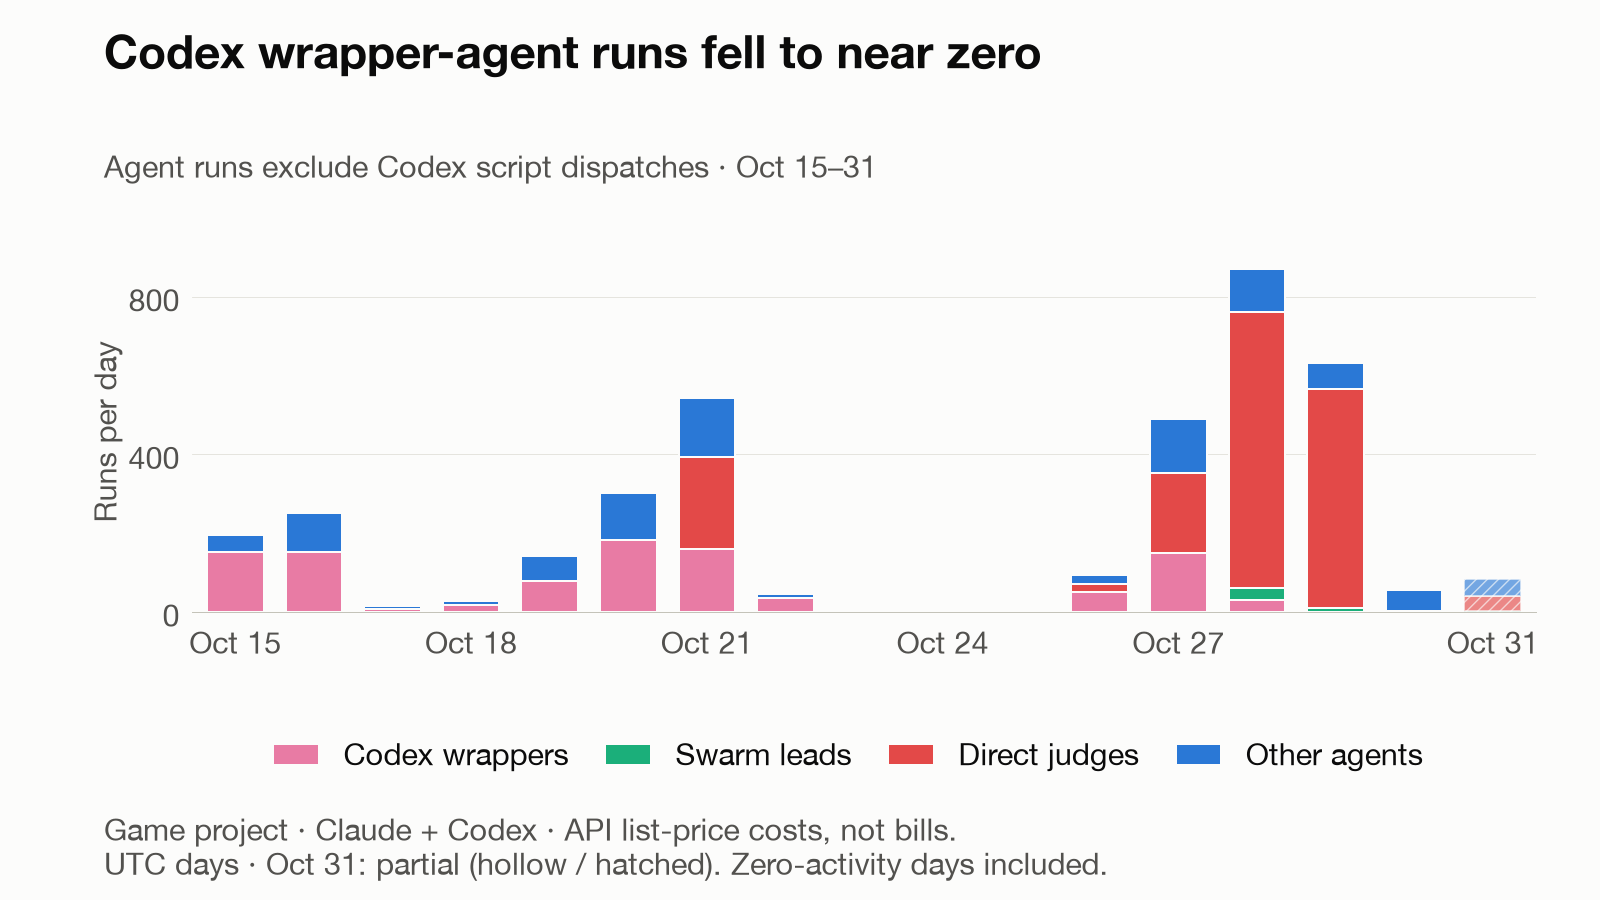 Codex wrapper-agent runs fell to near zero
Agent runs exclude Codex script dispatches · Oct 15–31
Runs per day
800
400
0
Oct 15
Oct 18
Oct 21
Oct 24
Oct 27
Oct 31
Codex wrappers
Swarm leads
Direct judges
Other agents
Game project · Claude + Codex · API list-price costs, not bills.
UTC days · Oct 31: partial (hollow / hatched). Zero-activity days included.